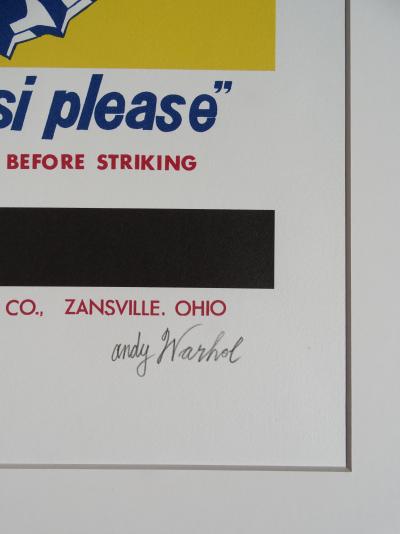 si please”
BEFORE STRIKING
CO., ZANSVILLE. OHIO
andy Warhol